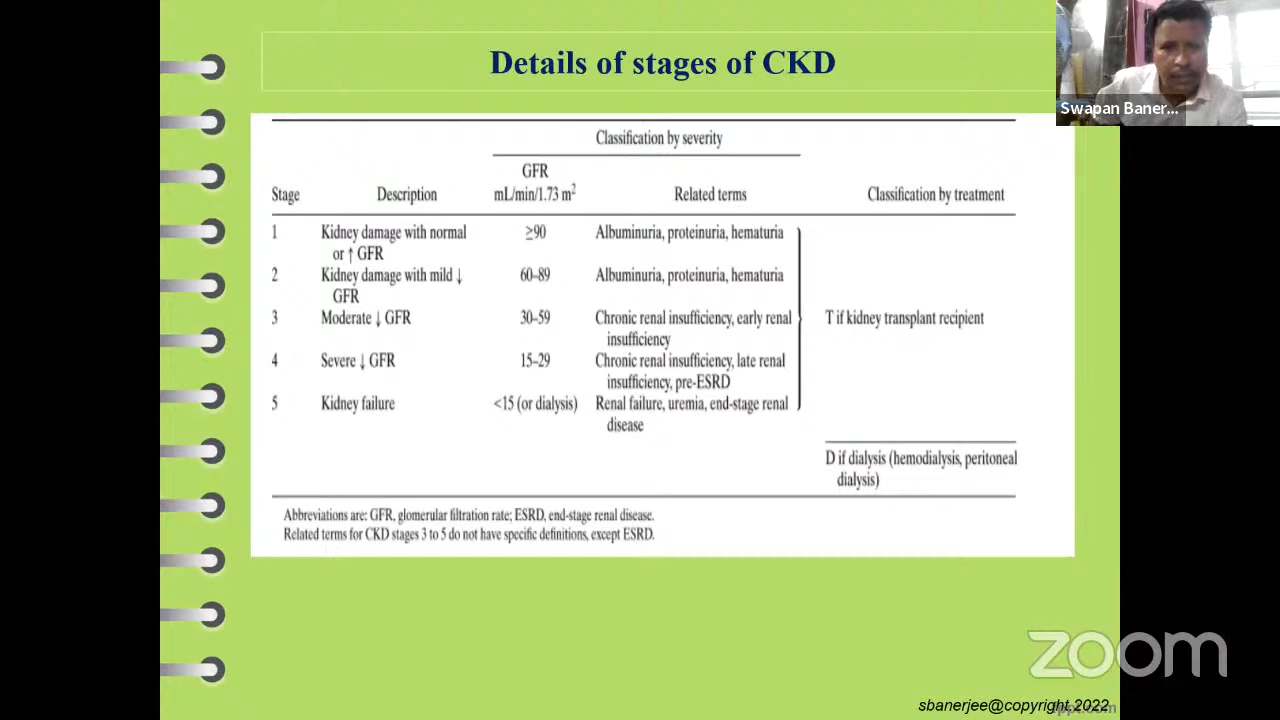 Details of stages of CKD
Swapan Baner...
Classification by severity
GFR
Stage Description mL/min/1.73 m² Related terms Classification by treatment
1 Kidney damage with normal ≥90 Albuminuria, proteinuria, hematuria
or ↑ GFR
2 Kidney damage with mild ↓ 60–89 Albuminuria, proteinuria, hematuria
GFR
3 Moderate ↓ GFR 30–59 Chronic renal insufficiency, early renal T if kidney transplant recipient
insufficiency
4 Severe ↓ GFR 15–29 Chronic renal insufficiency, late renal
insufficiency, pre-ESRD
5 Kidney failure <15 (or dialysis) Renal failure, uremia, end-stage renal
disease
D if dialysis (hemodialysis, peritoneal
dialysis)
Abbreviations are: GFR, glomerular filtration rate; ESRD, end-stage renal disease.
Related terms for CKD stages 3 to 5 do not have specific definitions, except ESRD.
zoom
sbanerjee@copyright 2022